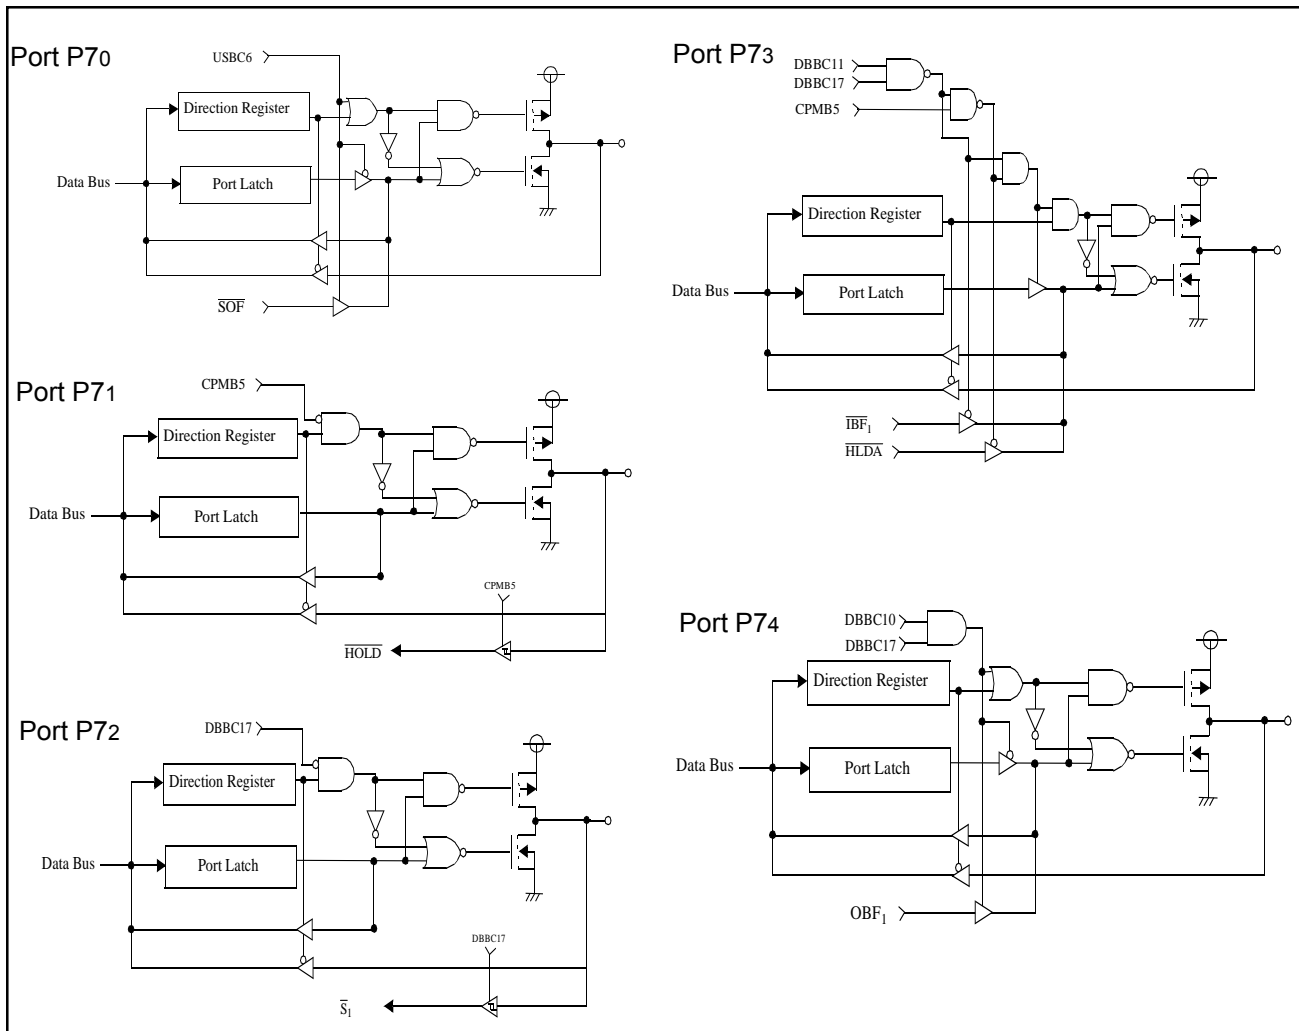 Port P70
USBC6
Direction Register
Data Bus
Port Latch
SOF
Port P71
CPMB5
Direction Register
Data Bus
Port Latch
CPMB5
HOLD
Port P72
DBBC17
Direction Register
Data Bus
Port Latch
DBBC17
S1
Port P73
DBBC11
DBBC17
CPMB5
Direction Register
Data Bus
Port Latch
IBF1
HLDA
Port P74
DBBC10
DBBC17
Direction Register
Data Bus
Port Latch
OBF1